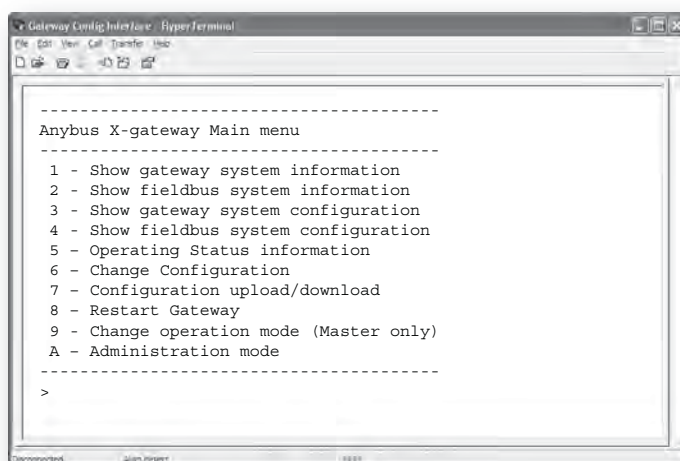 Gateway Config Interface - HyperTerminal
File Edit View Call Transfer Help
----------------------------------------
Anybus X-gateway Main menu
----------------------------------------
1 - Show gateway system information
2 - Show fieldbus system information
3 - Show gateway system configuration
4 - Show fieldbus system configuration
5 - Operating Status information
6 - Change Configuration
7 - Configuration upload/download
8 - Restart Gateway
9 - Change operation mode (Master only)
A - Administration mode
----------------------------------------
>
Disconnected